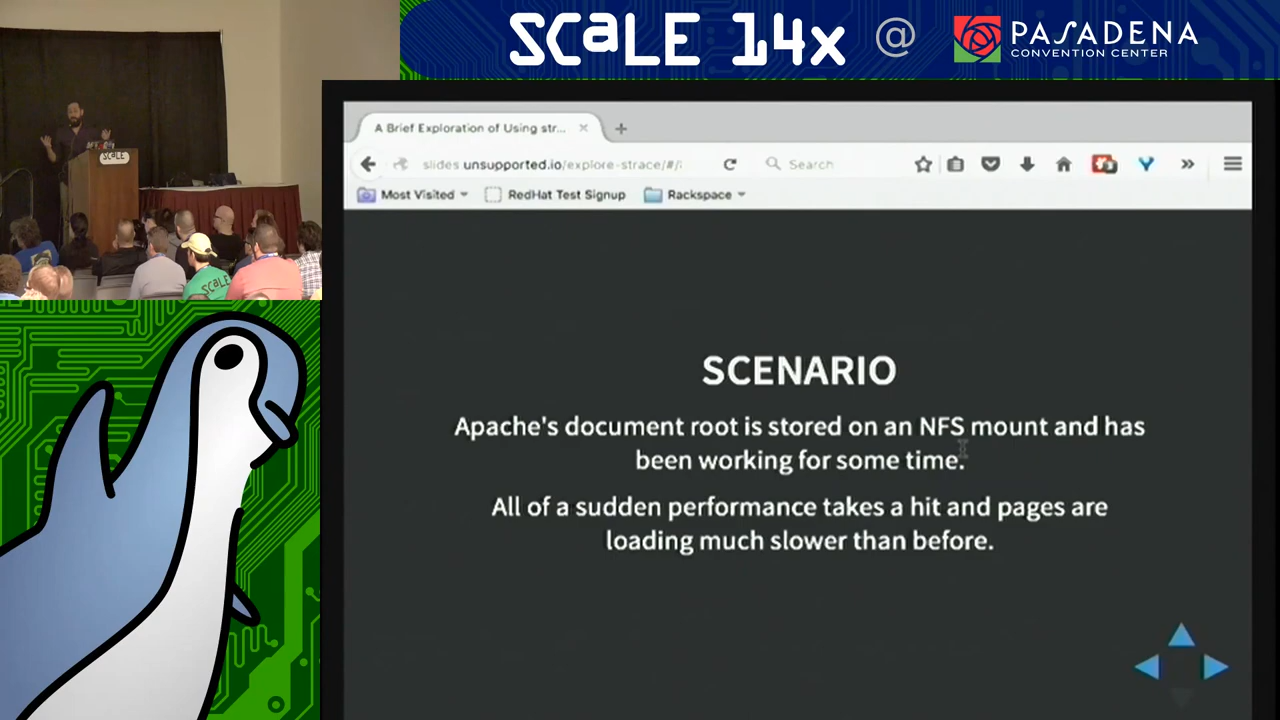 SCALE 14x @ PASADENA
CONVENTION CENTER
SCALE
SCALE
A Brief Exploration of Using str...
slides.unsupported.io/explore-strace/#/
Search
Most Visited
RedHat Test Signup
Rackspace
SCENARIO
Apache's document root is stored on an NFS mount and has
been working for some time.
All of a sudden performance takes a hit and pages are
loading much slower than before.